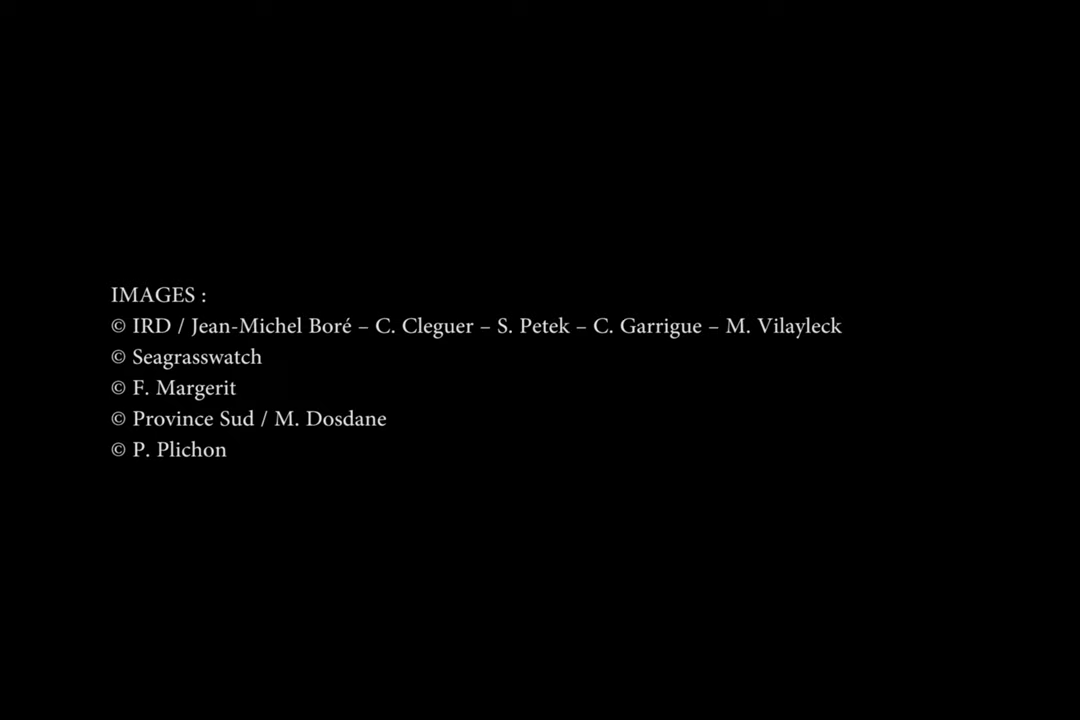 IMAGES :
© IRD / Jean-Michel Boré – C. Cleguer – S. Petek – C. Garrigue – M. Vilayleck
© Seagrasswatch
© F. Margerit
© Province Sud / M. Dosdane
© P. Plichon